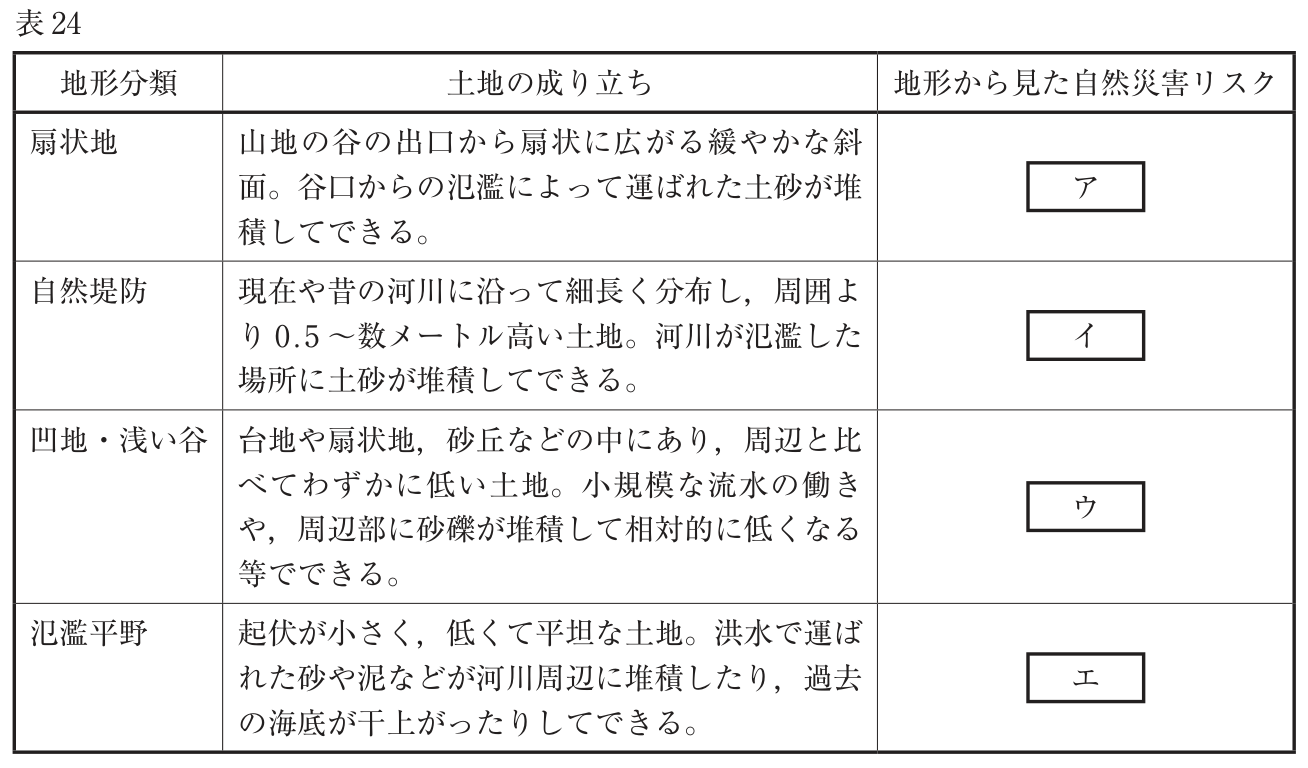 表 24
地形分類 土地の成り立ち 地形から見た自然災害リスク
扇状地
山地の谷の出口から扇状に広がる緩やかな斜
面。谷口からの氾濫によって運ばれた土砂が堆
積してできる。
ア
自然堤防
現在や昔の河川に沿って細長く分布し，周囲よ
り 0.5 ～数メートル高い土地。河川が氾濫した
場所に土砂が堆積してできる。
イ
凹地・浅い谷
台地や扇状地，砂丘などの中にあり，周辺と比
べてわずかに低い土地。小規模な流水の働き
や，周辺部に砂礫が堆積して相対的に低くなる
等でできる。
ウ
氾濫平野
起伏が小さく，低くて平坦な土地。洪水で運ば
れた砂や泥などが河川周辺に堆積したり，過去
の海底が干上がったりしてできる。
エ